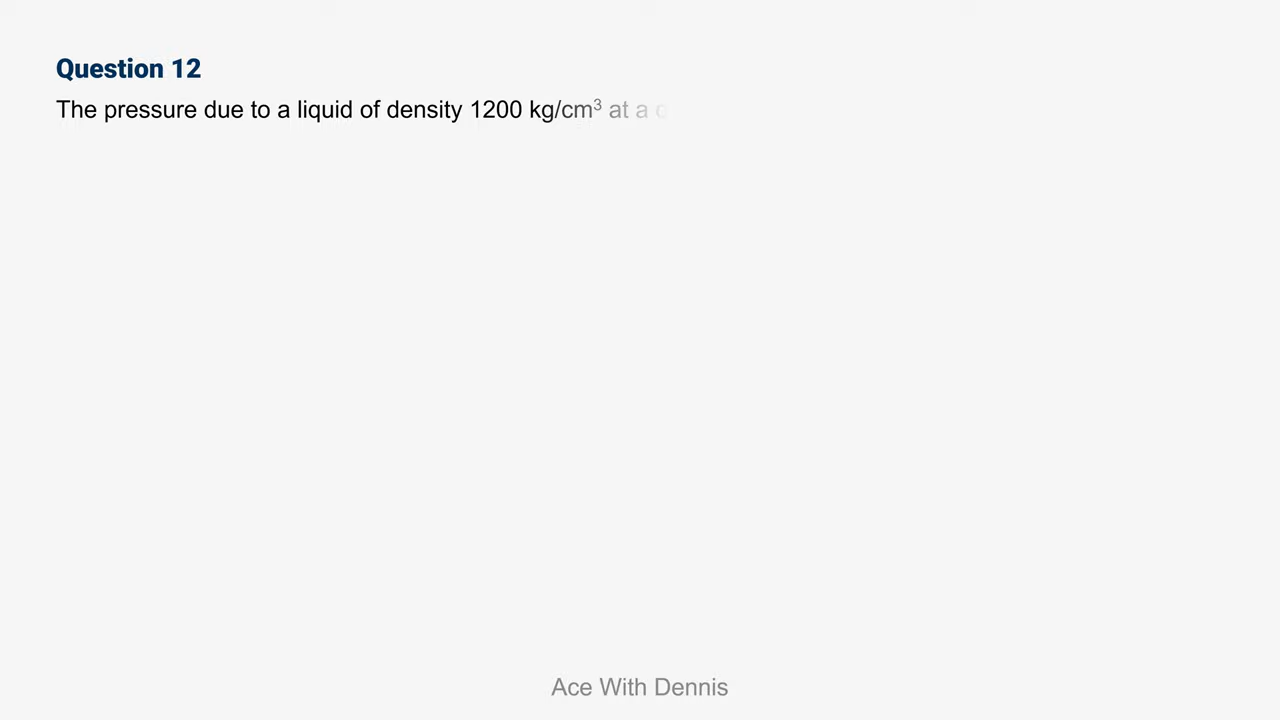 Question 12
The pressure due to a liquid of density 1200 kg/cm³ at a
Ace With Dennis